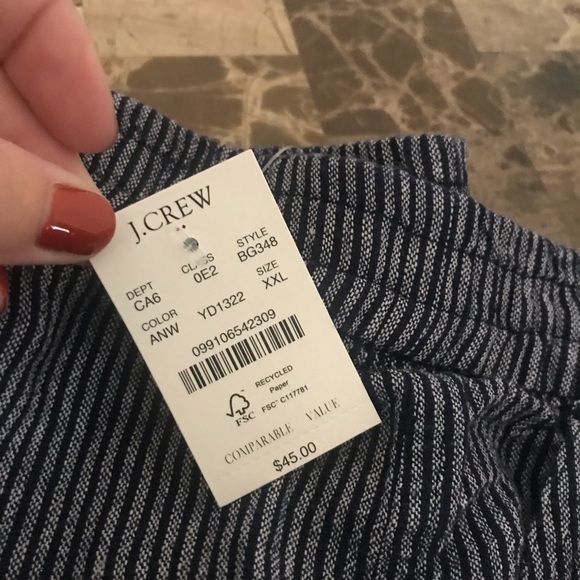 J.CREW
DEPT CLASS STYLE
CA6 0E2 BG348
COLOR SIZE
ANW YD1322 XXL
099106542309
FSC
RECYCLED
Paper
FSC® C117781
COMPARABLE VALUE
$45.00